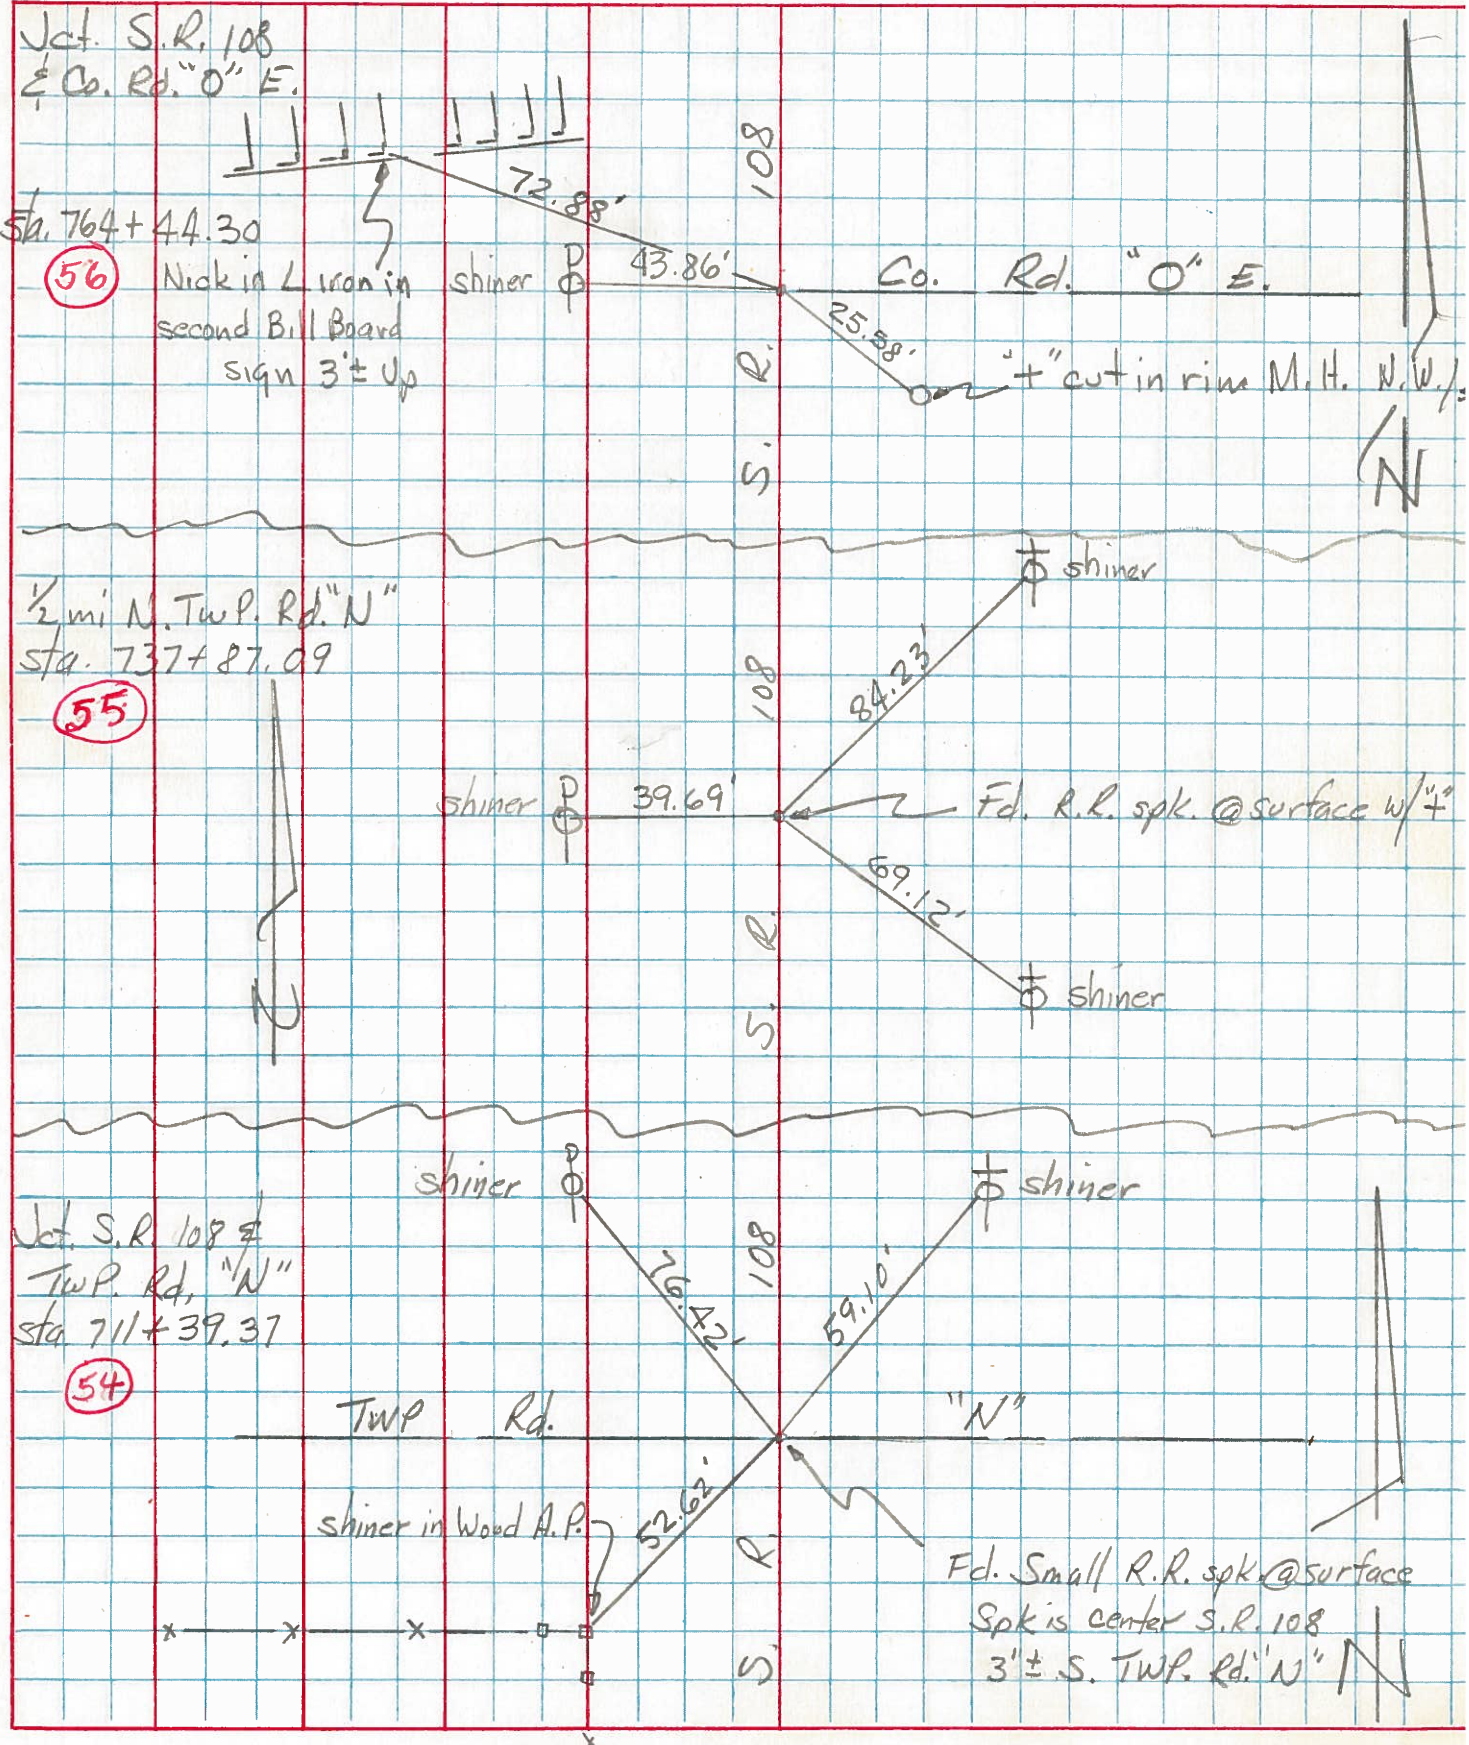 Jct. S.R. 108
& Co. Rd. "O" E.
72.88'
108
sta. 764+44.30
56
Nick in L iron in
second Bill Board
sign 3'± Up
shiner
43.86'
Co. Rd. "O" E.
25.58'
"+" cut in rim M.H. N.W./s
S. R.
N
1/2 mi N. TwP. Rd. "N"
sta. 737+87.09
55
shiner
84.23'
108
shiner
39.69'
Fd. R.R. spk. @ surface w/"+"
69.12'
S. R.
N
shiner
shiner
shiner
Jct. S.R. 108 &
TwP. Rd. "N"
sta. 711+39.37
54
76.42'
108
59.10'
TWP Rd. "N"
shiner in Wood A.P.
52.62'
S. R.
Fd. Small R.R. spk. @ surface
Spk is center S.R. 108
3'± S. TWP. Rd. "N"
N